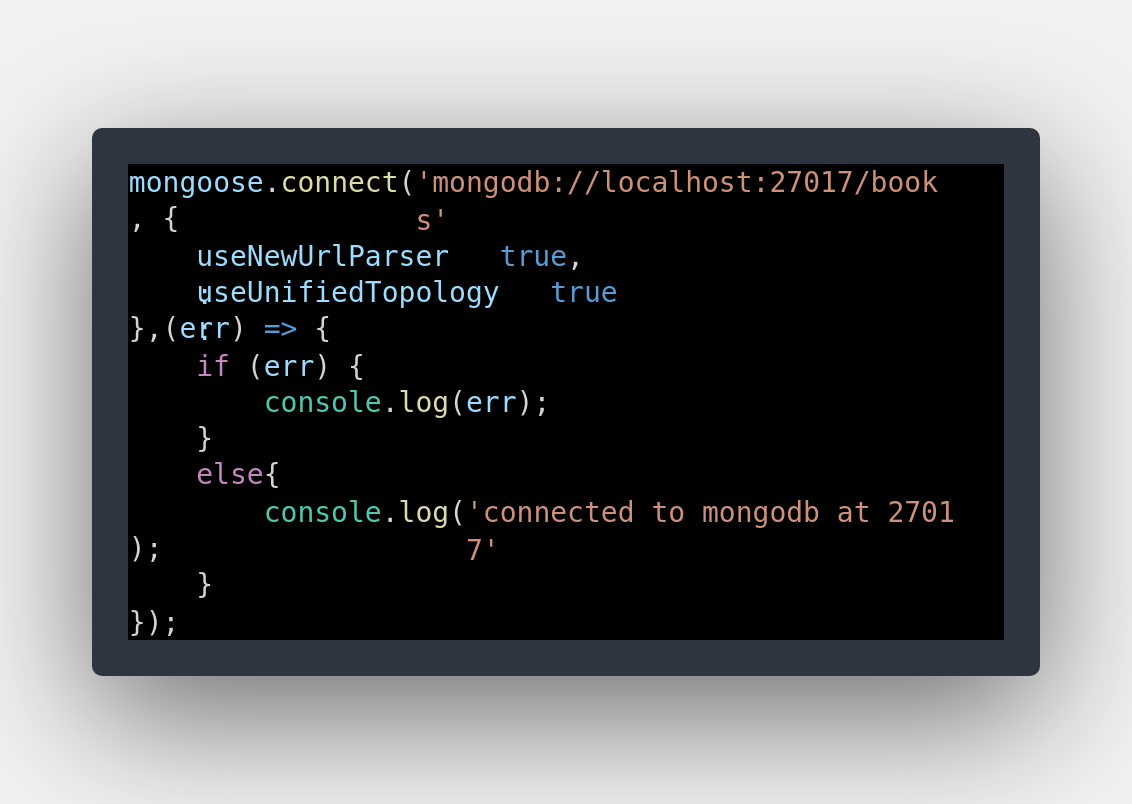 mongoose.connect('mongodb://localhost:27017/book
s'
, {
    useNewUrlParser:   true,
    useUnifiedTopology:   true
},(err) => {
    if (err) {
        console.log(err);
    }
    else{
        console.log('connected to mongodb at 2701
7'
);
    }
});